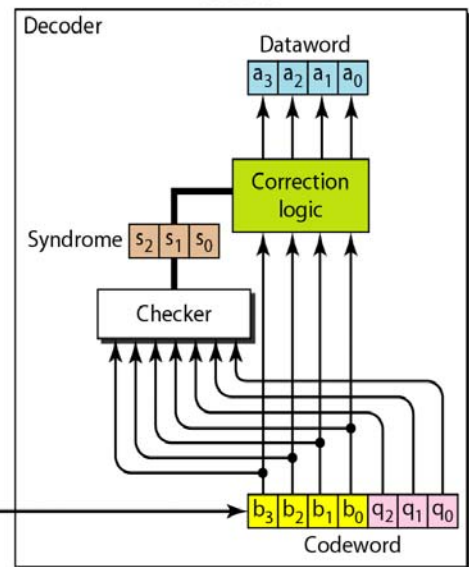 Decoder
Dataword
a₃ a₂ a₁ a₀
Correction
logic
Syndrome s₂ s₁ s₀
Checker
b₃ b₂ b₁ b₀ q₂ q₁ q₀
Codeword